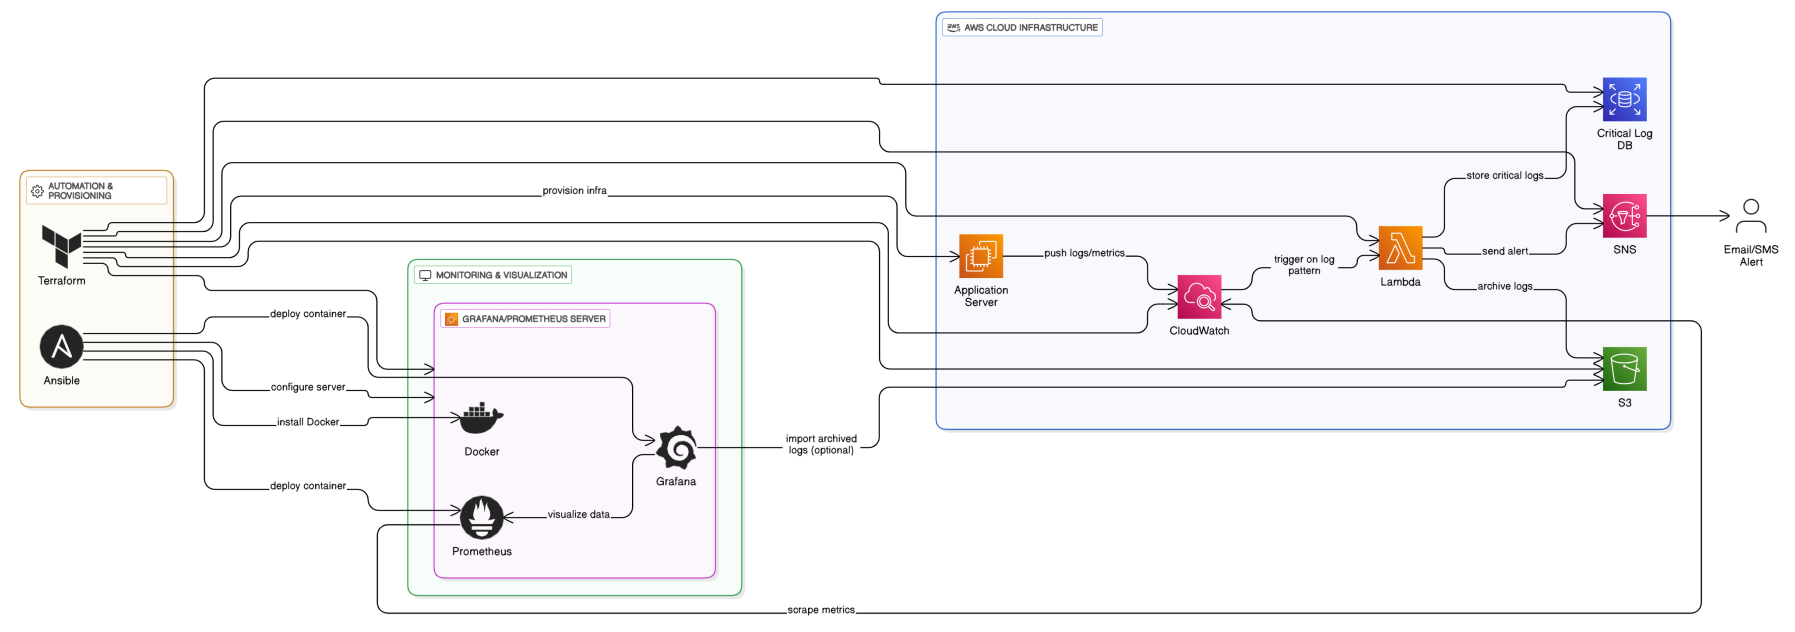 aws AWS CLOUD INFRASTRUCTURE
Critical Log
DB
store critical logs
AUTOMATION &
PROVISIONING
provision infra
Terraform
SNS
Email/SMS
Alert
send alert
push logs/metrics
trigger on log
pattern
Application
Server
Lambda
archive logs
CloudWatch
MONITORING & VISUALIZATION
GRAFANA/PROMETHEUS SERVER
deploy container
Ansible
configure server
install Docker
S3
Docker
import archived
logs (optional)
Grafana
deploy container
visualize data
Prometheus
scrape metrics